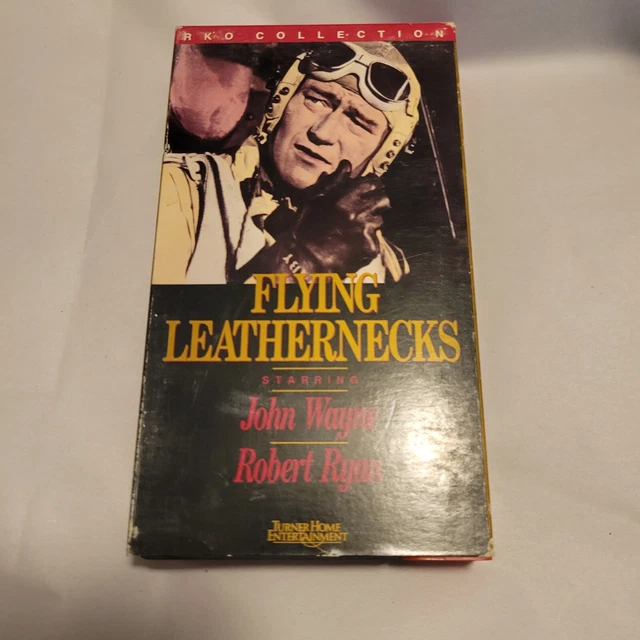 RKO COLLECTION
FLYING
LEATHERNECKS
STARRING
John Wayne
Robert Ryan
TURNER HOME
ENTERTAINMENT